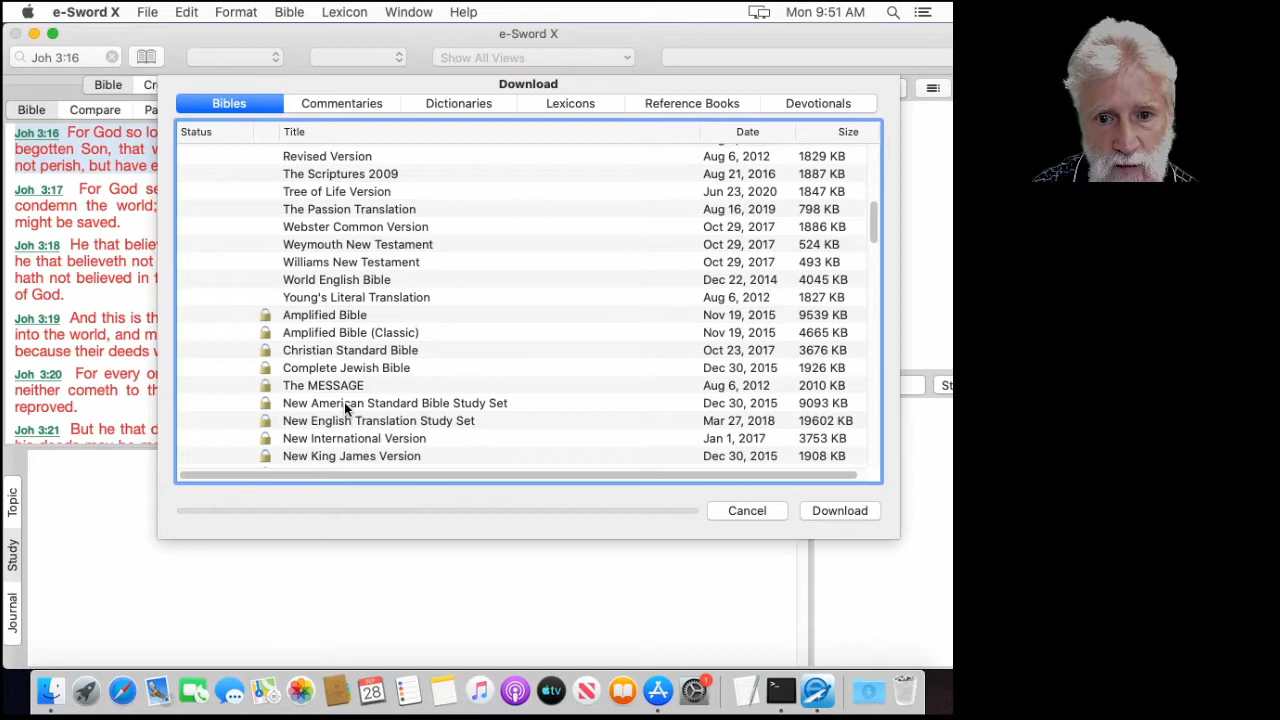 e-Sword X File Edit Format Bible Lexicon Window Help Mon 9:51 AM
e-Sword X
Joh 3:16 Show All Views
Download
Bible
Bibles Commentaries Dictionaries Lexicons Reference Books Devotionals
Bible Compare
Status Title Date Size
Revised Version Aug 6, 2012 1829 KB
The Scriptures 2009 Aug 21, 2016 1887 KB
Tree of Life Version Jun 23, 2020 1847 KB
The Passion Translation Aug 16, 2019 798 KB
Webster Common Version Oct 29, 2017 1886 KB
Weymouth New Testament Oct 29, 2017 524 KB
Williams New Testament Oct 29, 2017 493 KB
World English Bible Dec 22, 2014 4045 KB
Young's Literal Translation Aug 6, 2012 1827 KB
Amplified Bible Nov 19, 2015 9539 KB
Amplified Bible (Classic) Nov 19, 2015 4665 KB
Christian Standard Bible Oct 23, 2017 3676 KB
Complete Jewish Bible Dec 30, 2015 1926 KB
The MESSAGE Aug 6, 2012 2010 KB
New American Standard Bible Study Set Dec 30, 2015 9093 KB
New English Translation Study Set Mar 27, 2018 19602 KB
New International Version Jan 1, 2017 3753 KB
New King James Version Dec 30, 2015 1908 KB
Cancel Download
Joh 3:16 For God so lo
begotten Son, that w
not perish, but have e
Joh 3:17 For God se
condemn the world;
might be saved.
Joh 3:18 He that belie
he that believeth not
hath not believed in t
of God.
Joh 3:19 And this is th
into the world, and m
because their deeds w
Joh 3:20 For every o
neither cometh to th
reproved.
Joh 3:21 But he that d
Topic
Study
Journal
SEP
28
tv
1